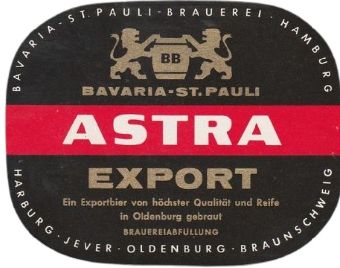 BAVARIA-ST. PAULI-BRAUEREI · HAMBURG
BB
BAVARIA-ST. PAULI
ASTRA
EXPORT
Ein Exportbier von höchster Qualität und Reife
in Oldenburg gebraut
BRAUEREIABFÜLLUNG
HARBURG · JEVER · OLDENBURG · BRAUNSCHWEIG